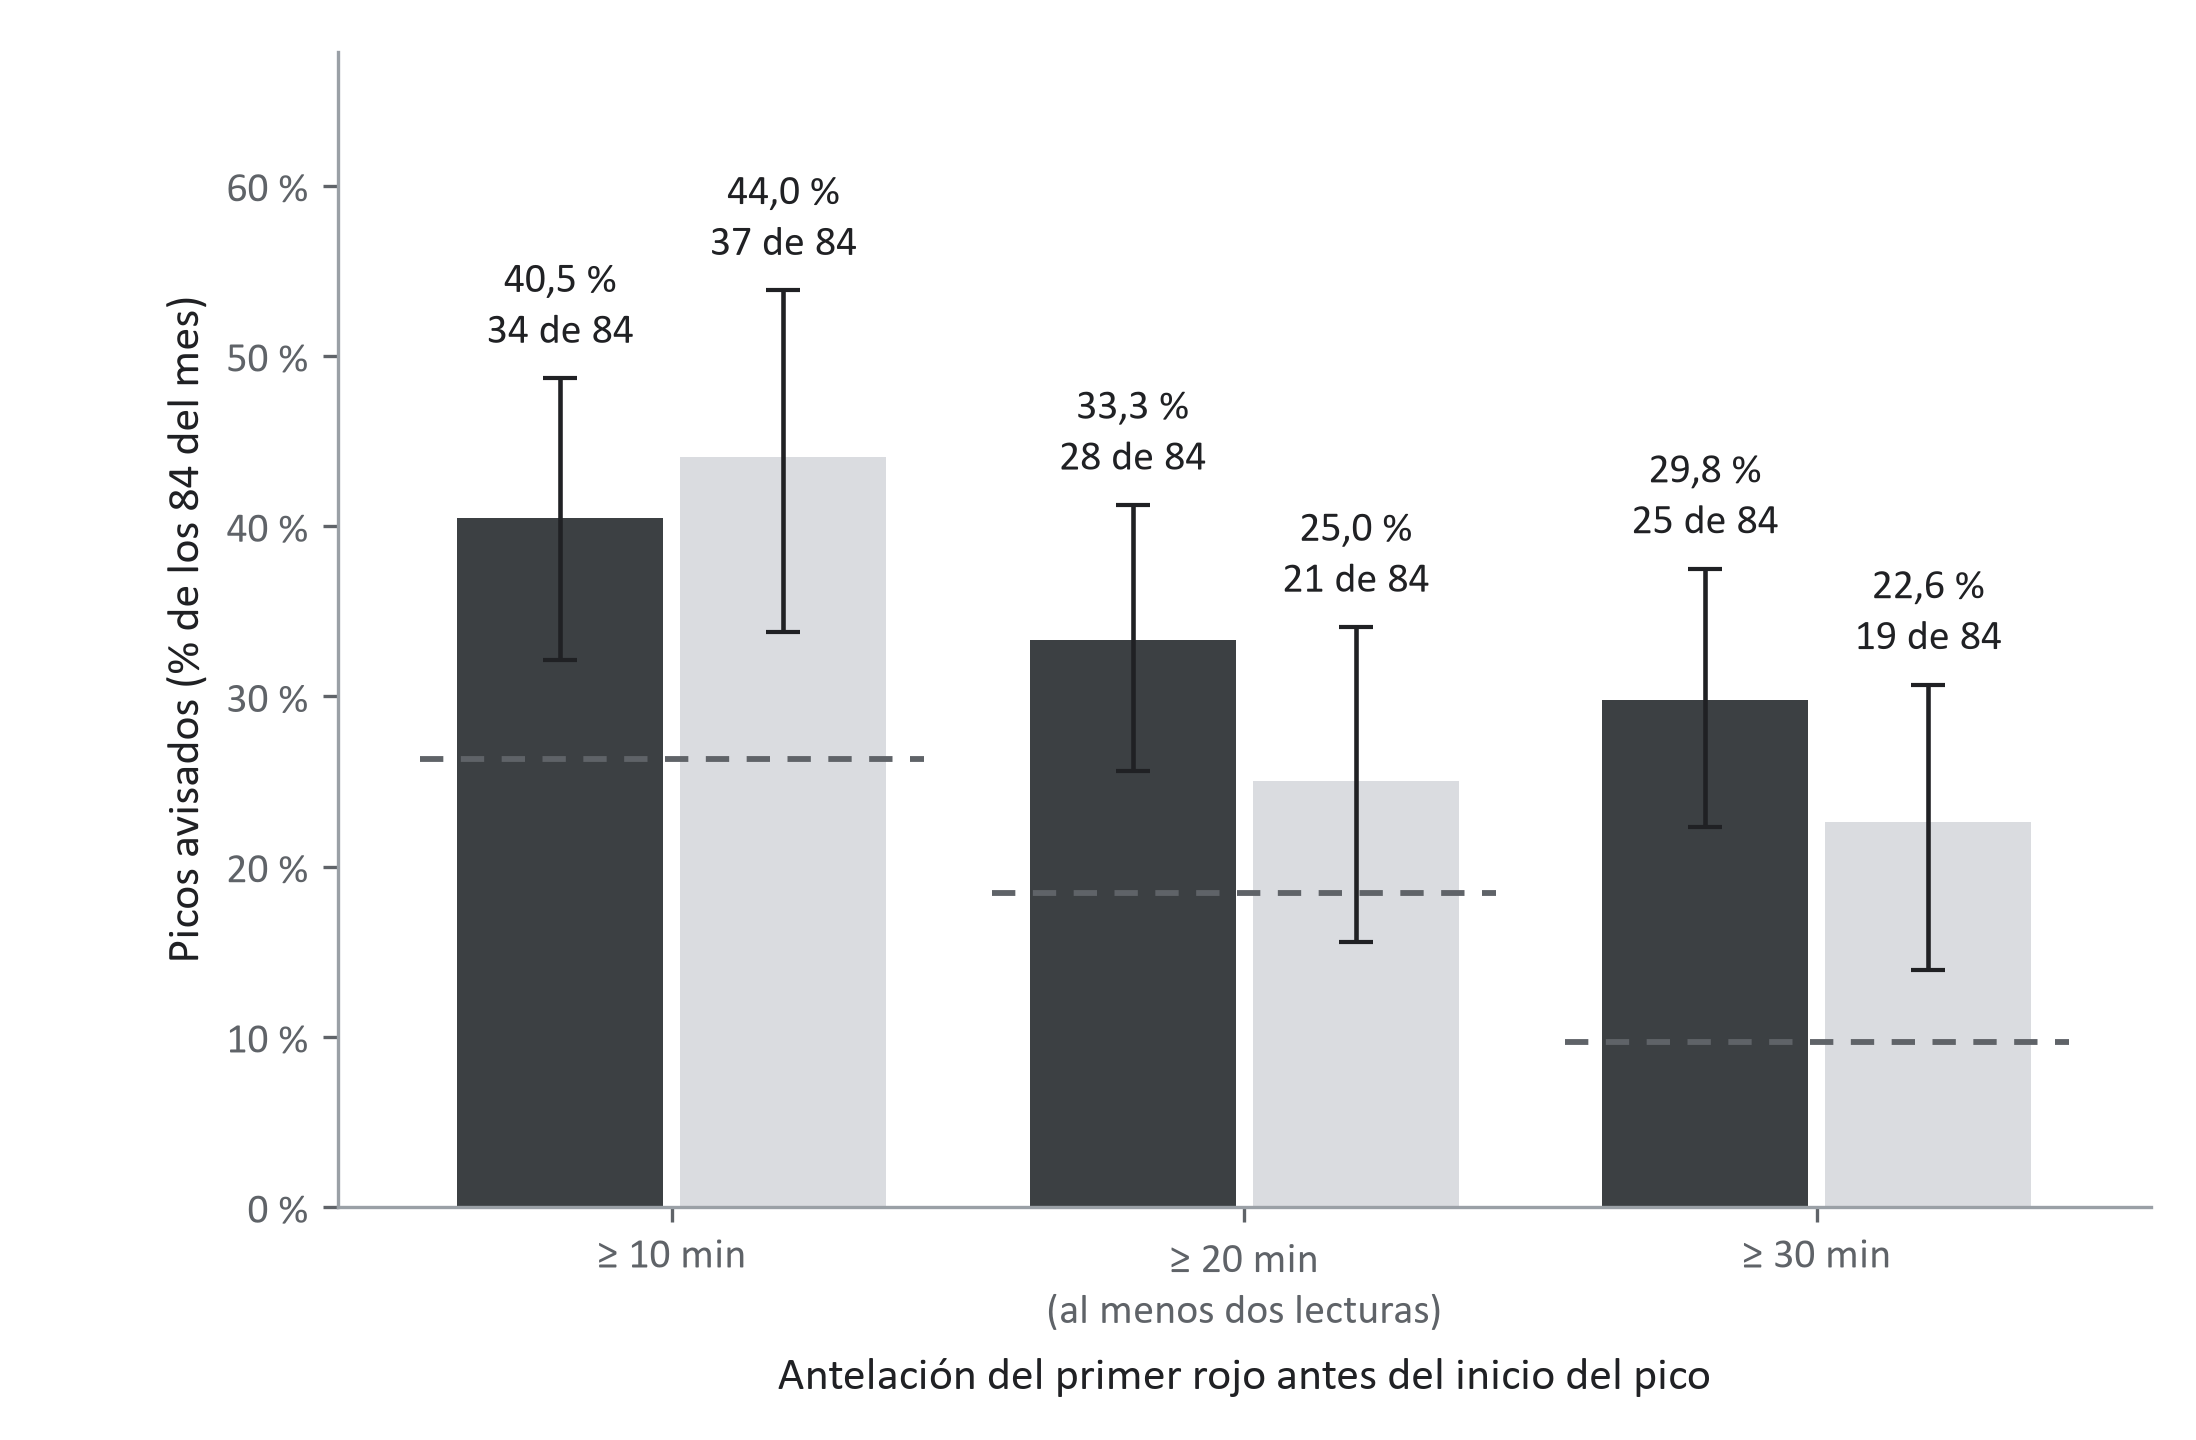 60 %
50 %
40 %
30 %
20 %
10 %
0 %
Picos avisados (% de los 84 del mes)
40,5 %
34 de 84
44,0 %
37 de 84
33,3 %
28 de 84
25,0 %
21 de 84
29,8 %
25 de 84
22,6 %
19 de 84
≥ 10 min
≥ 20 min
(al menos dos lecturas)
≥ 30 min
Antelación del primer rojo antes del inicio del pico